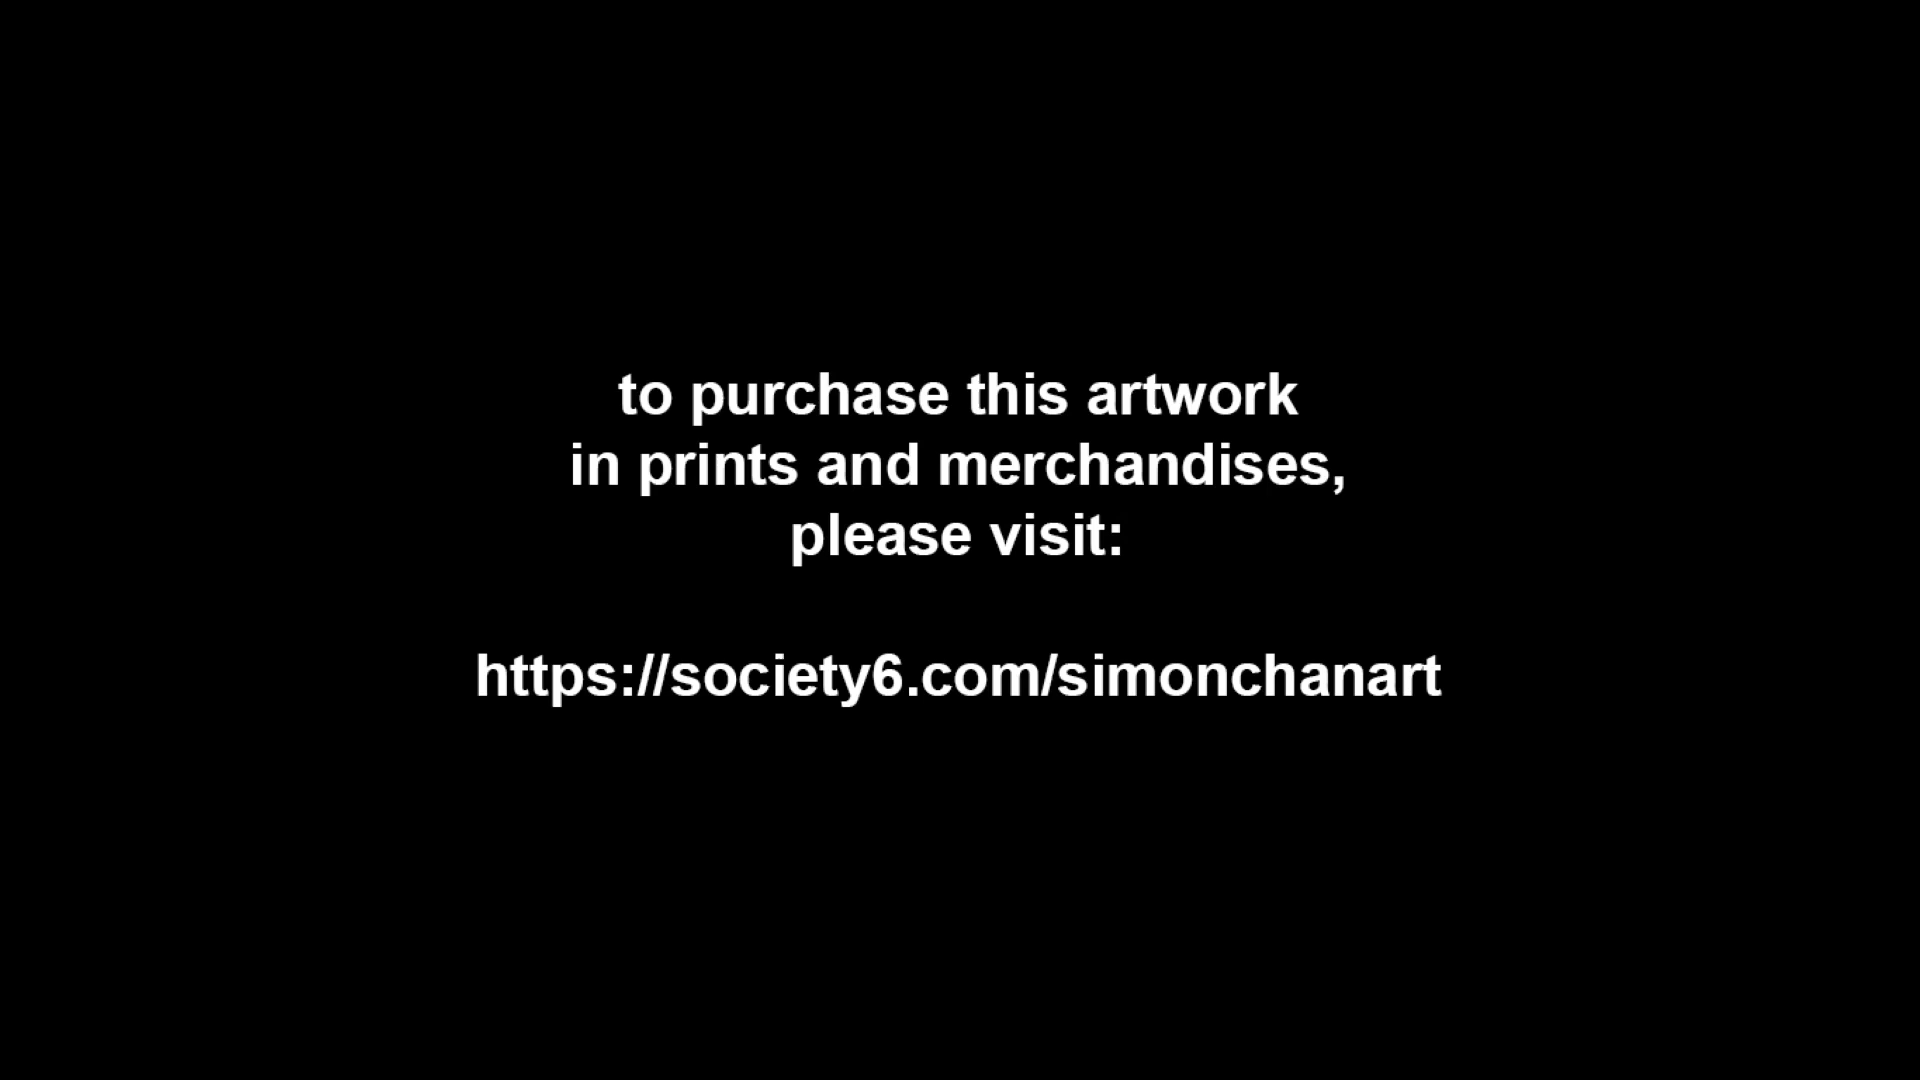 to purchase this artwork
in prints and merchandises,
please visit:
https://society6.com/simonchanart